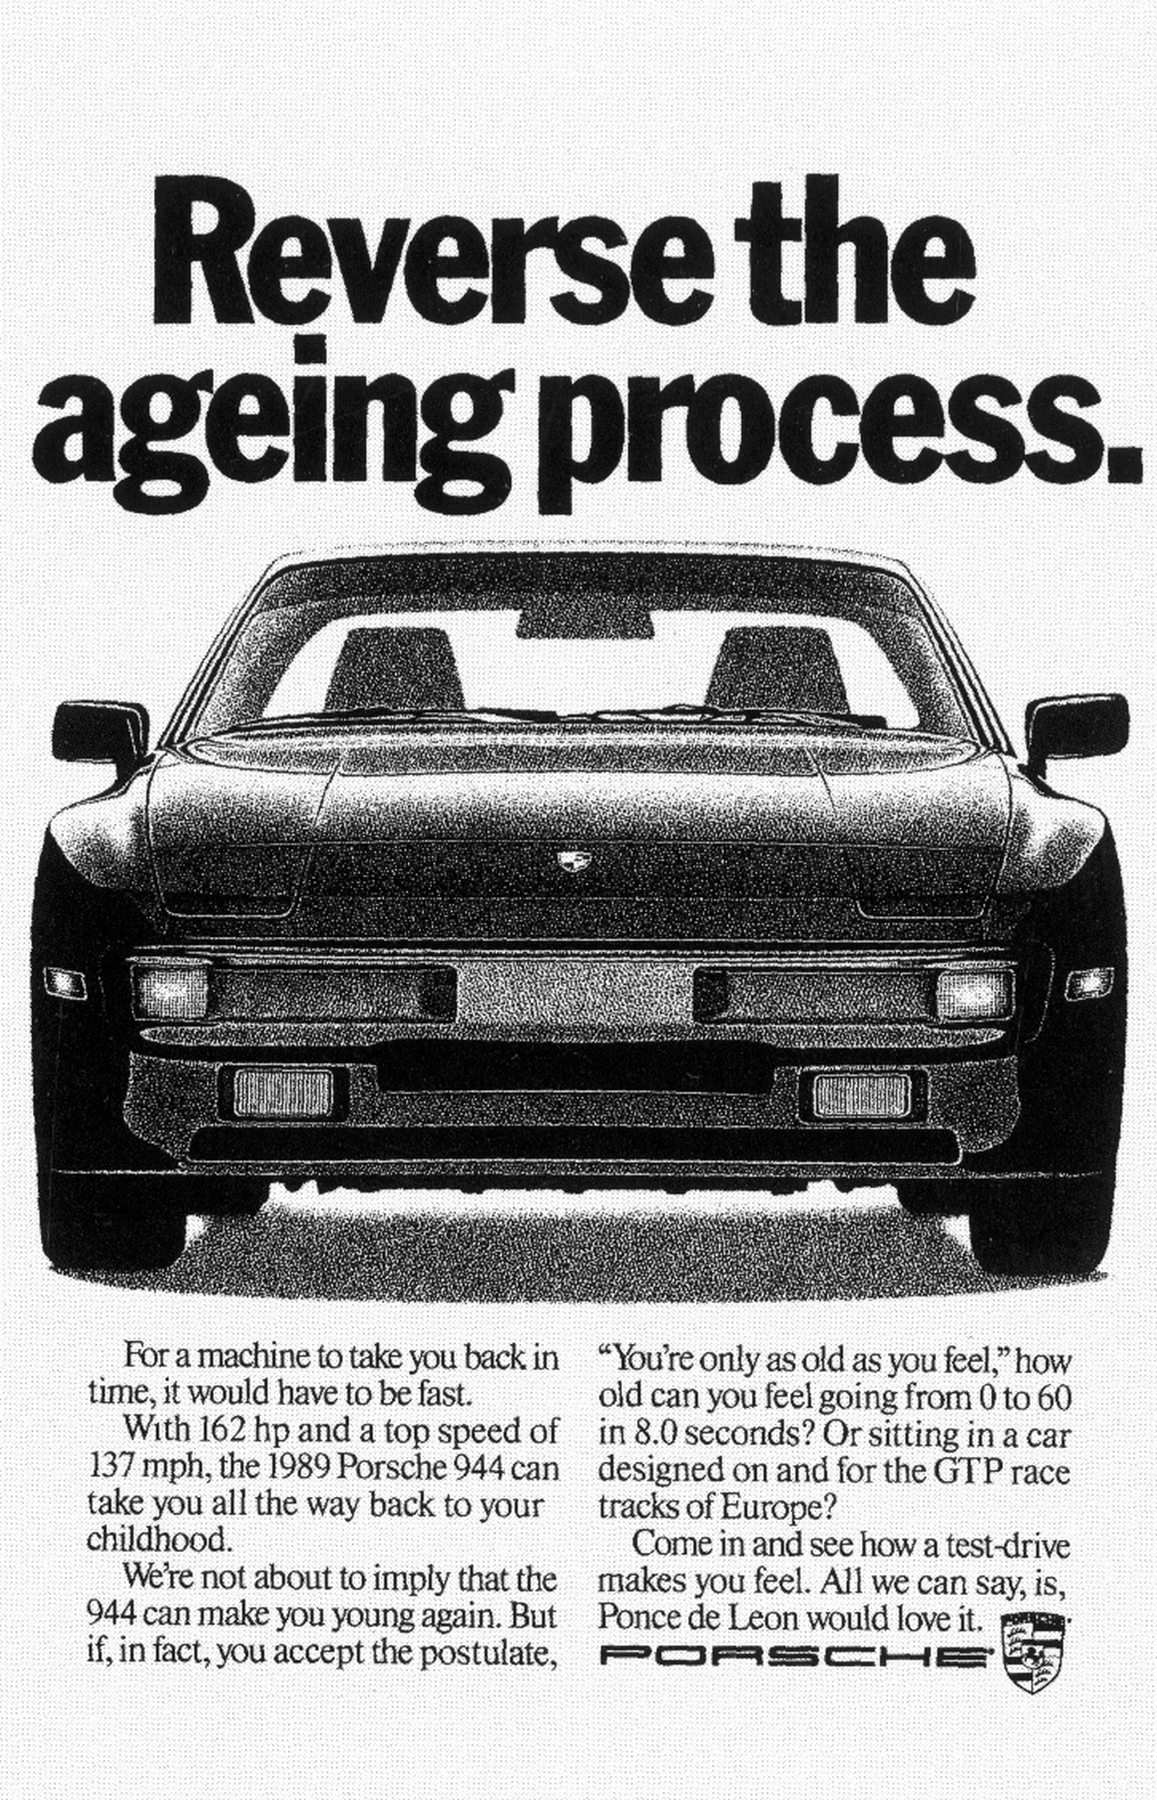 Reverse the
ageing process.
For a machine to take you back in
time, it would have to be fast.
With 162 hp and a top speed of
137 mph, the 1989 Porsche 944 can
take you all the way back to your
childhood.
We're not about to imply that the
944 can make you young again. But
if, in fact, you accept the postulate,
“You're only as old as you feel,” how
old can you feel going from 0 to 60
in 8.0 seconds? Or sitting in a car
designed on and for the GTP race
tracks of Europe?
Come in and see how a test-drive
makes you feel. All we can say, is,
Ponce de Leon would love it.
PORSCHE
PORSCHE